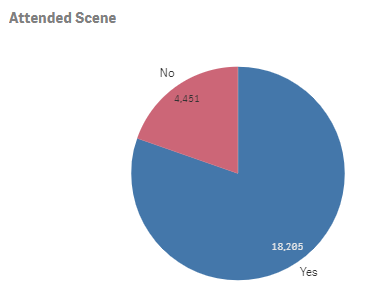 Attended Scene
No
4,451
18,205
Yes